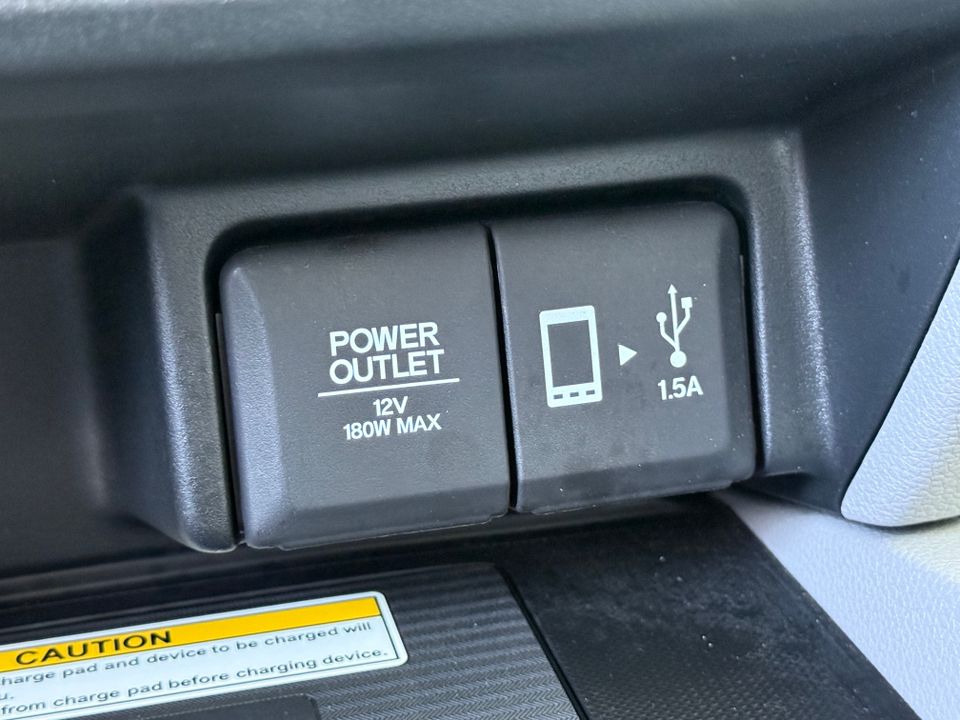 POWER
OUTLET
12V
180W MAX
1.5A
CAUTION
charge pad and device to be charged will
from charge pad before charging device.